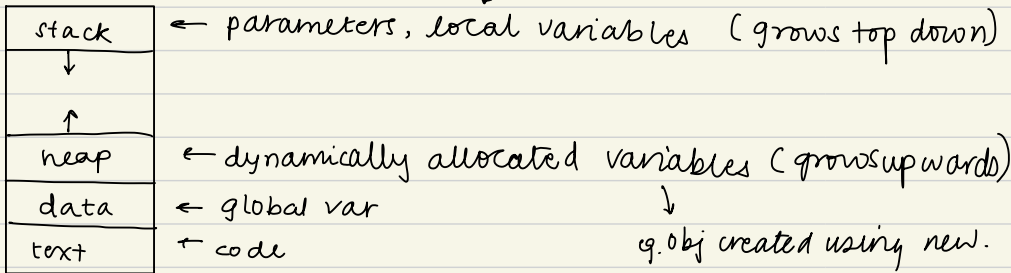 stack ← parameters, local variables (grows top down)
↓
↑
heap ← dynamically allocated variables (grows upwards)
↓
data ← global var
text ← code
eg. Obj created using new.